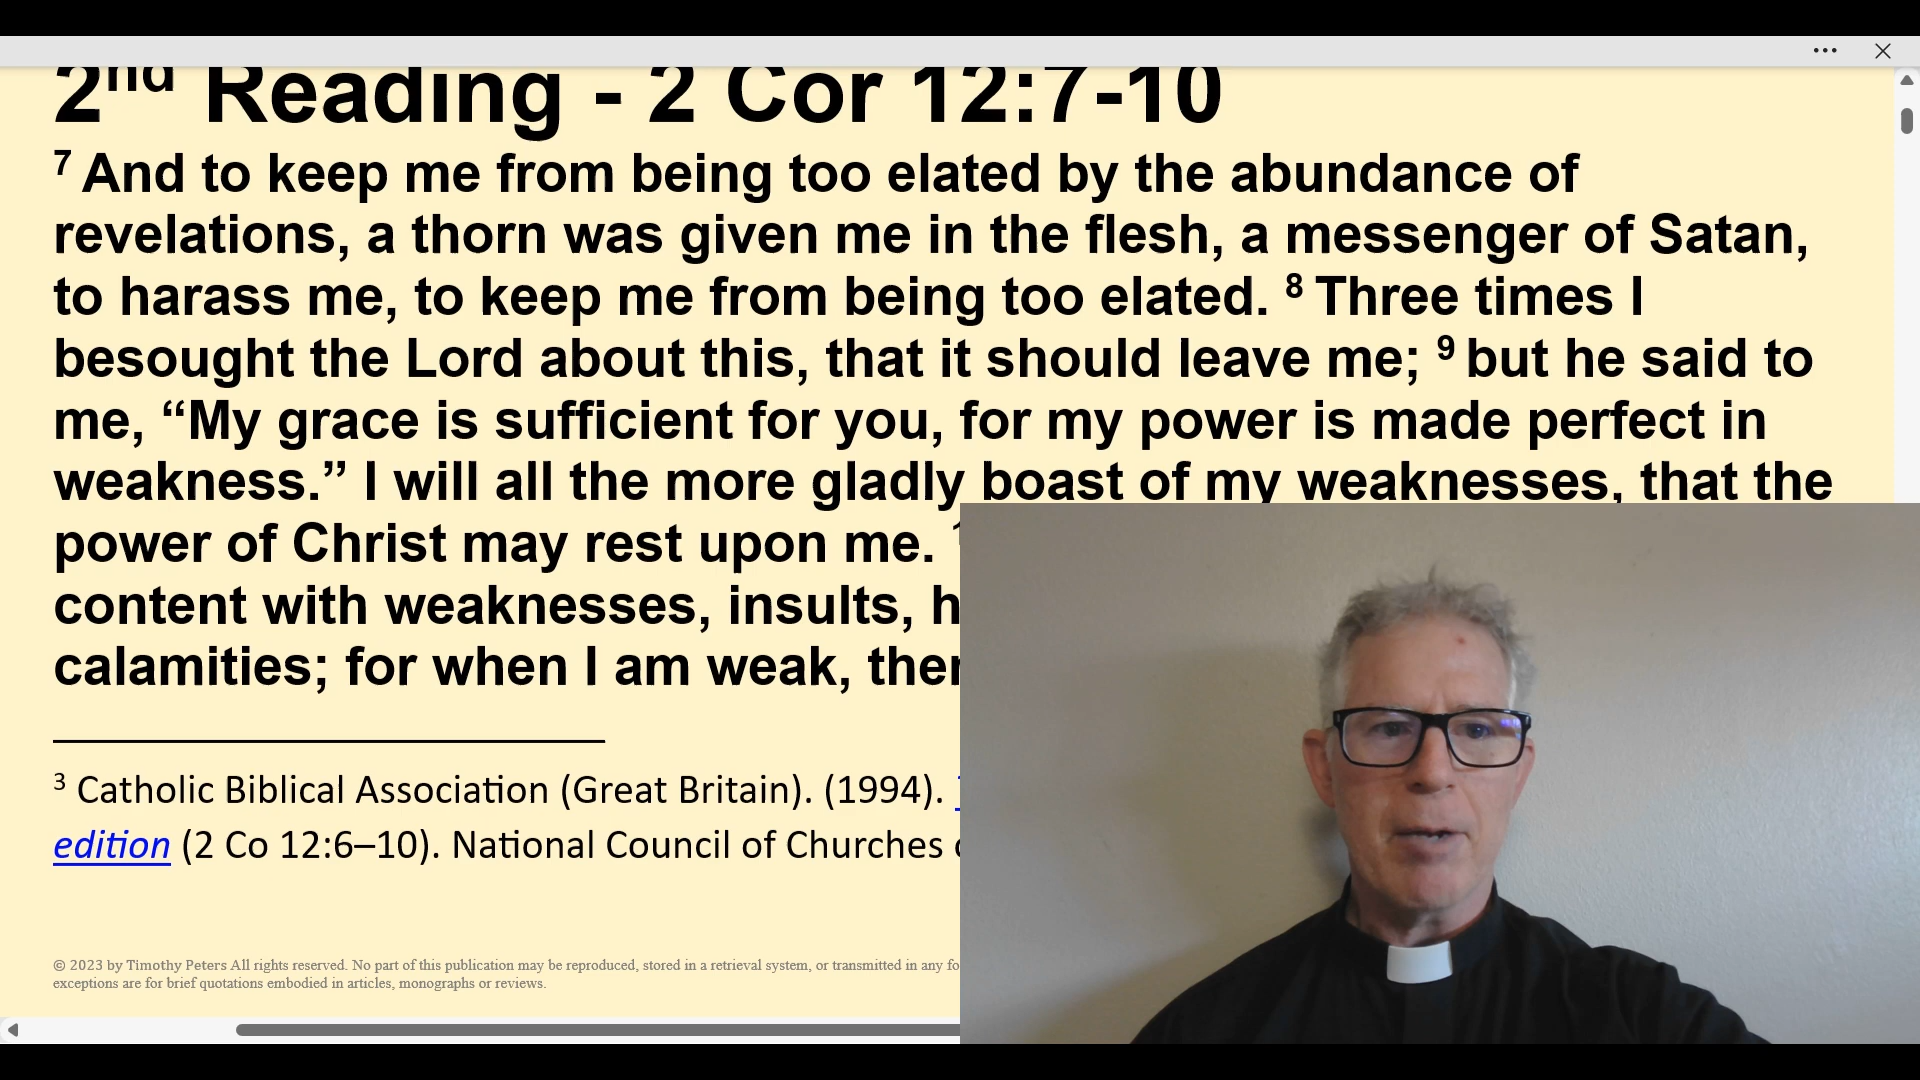 2nd Reading - 2 Cor 12:7-10
7 And to keep me from being too elated by the abundance of
revelations, a thorn was given me in the flesh, a messenger of Satan,
to harass me, to keep me from being too elated. 8 Three times I
besought the Lord about this, that it should leave me; 9 but he said to
me, “My grace is sufficient for you, for my power is made perfect in
weakness.” I will all the more gladly boast of my weaknesses, that the
power of Christ may rest upon me.
content with weaknesses, insults, h
calamities; for when I am weak, then
3 Catholic Biblical Association (Great Britain). (1994).
edition (2 Co 12:6–10). National Council of Churches
© 2023 by Timothy Peters All rights reserved. No part of this publication may be reproduced, stored in a retrieval system, or transmitted in any fo
exceptions are for brief quotations embodied in articles, monographs or reviews.